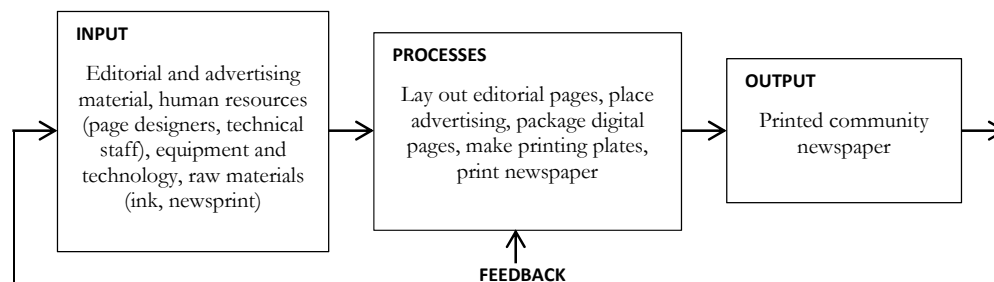 INPUT
Editorial and advertising
material, human resources
(page designers, technical
staff), equipment and
technology, raw materials
(ink, newsprint)
PROCESSES
Lay out editorial pages, place
advertising, package digital
pages, make printing plates,
print newspaper
OUTPUT
Printed community
newspaper
FEEDBACK